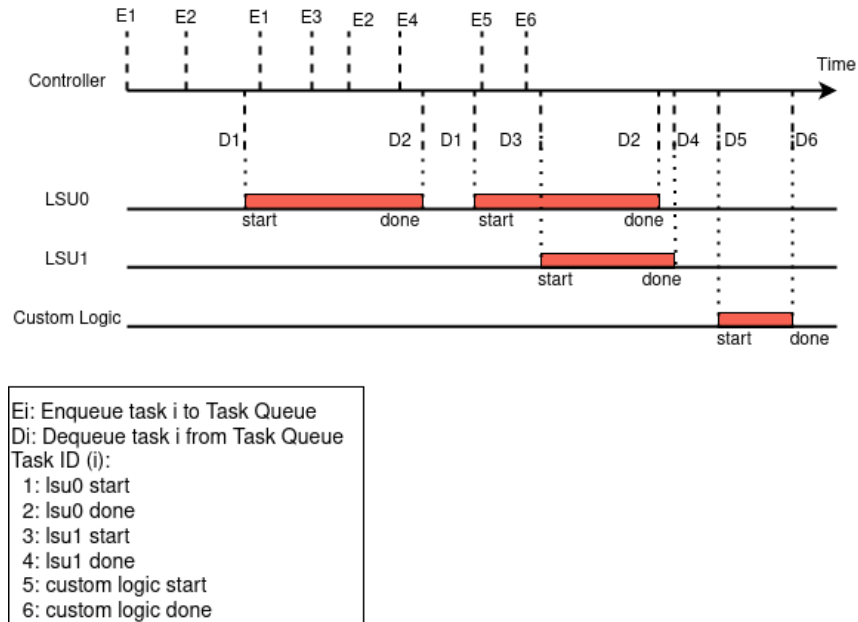 E1 E2 E1 E3 E2 E4 E5 E6
Time
Controller
D1 D2 D1 D3 D2 D4 D5 D6
LSU0
start done start done
LSU1
start done
Custom Logic
start done
Ei: Enqueue task i to Task Queue
Di: Dequeue task i from Task Queue
Task ID (i):
1: lsu0 start
2: lsu0 done
3: lsu1 start
4: lsu1 done
5: custom logic start
6: custom logic done